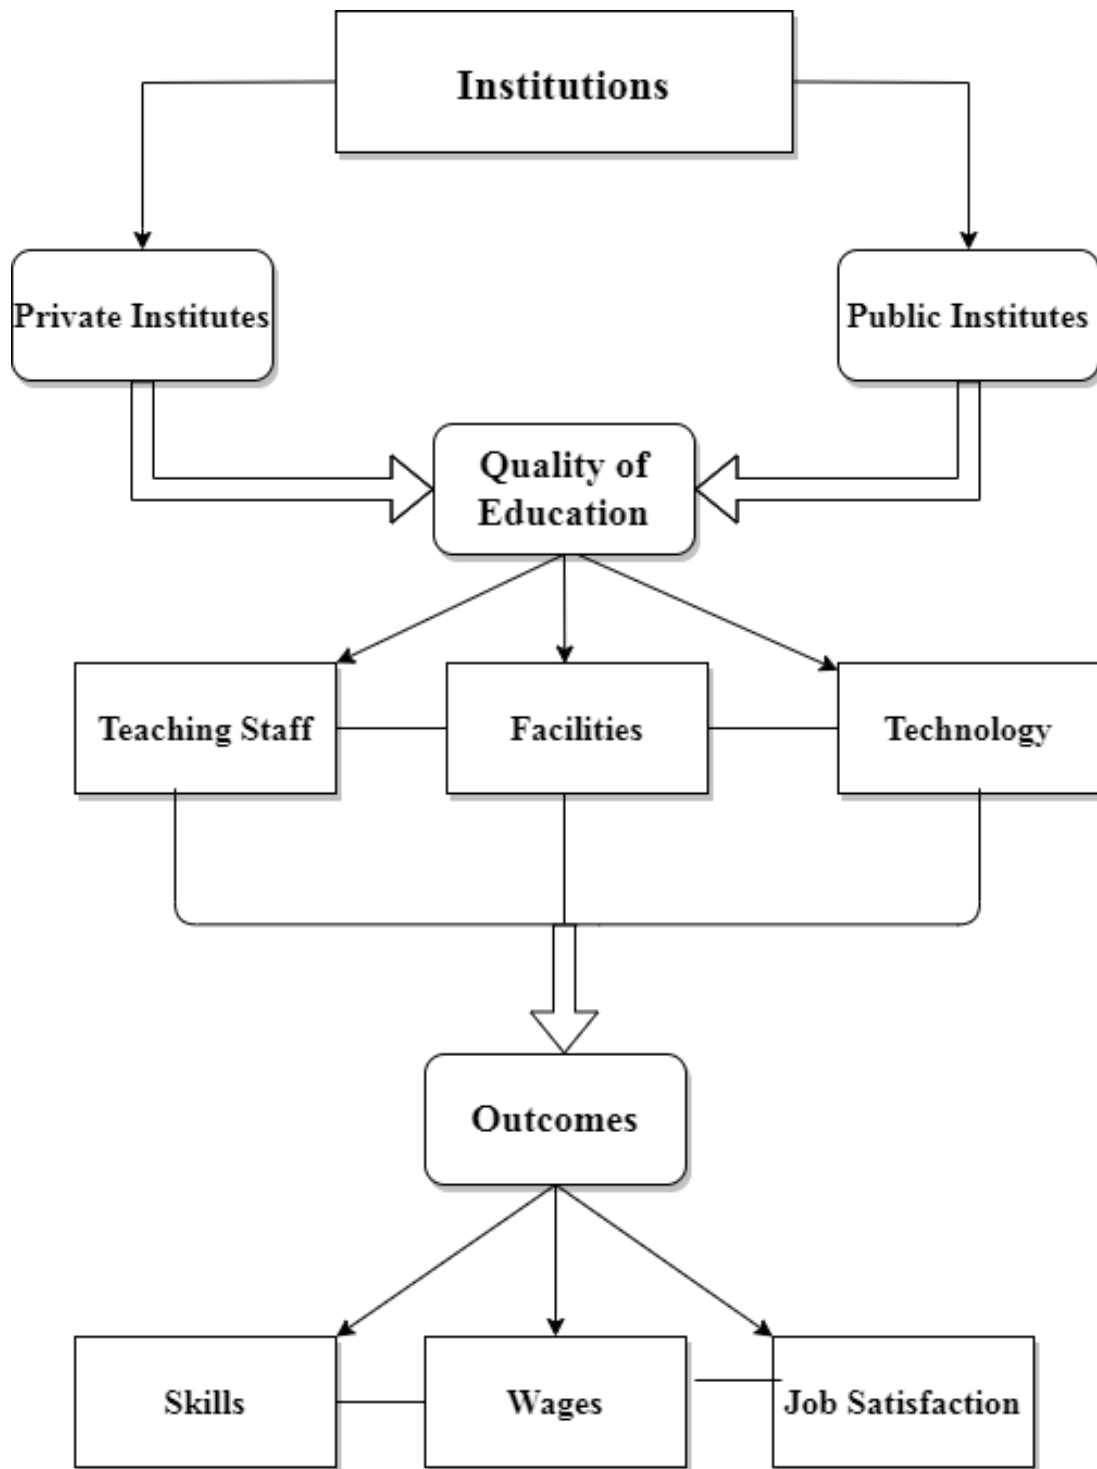 Institutions
Private Institutes
Public Institutes
Quality of
Education
Teaching Staff
Facilities
Technology
Outcomes
Skills
Wages
Job Satisfaction